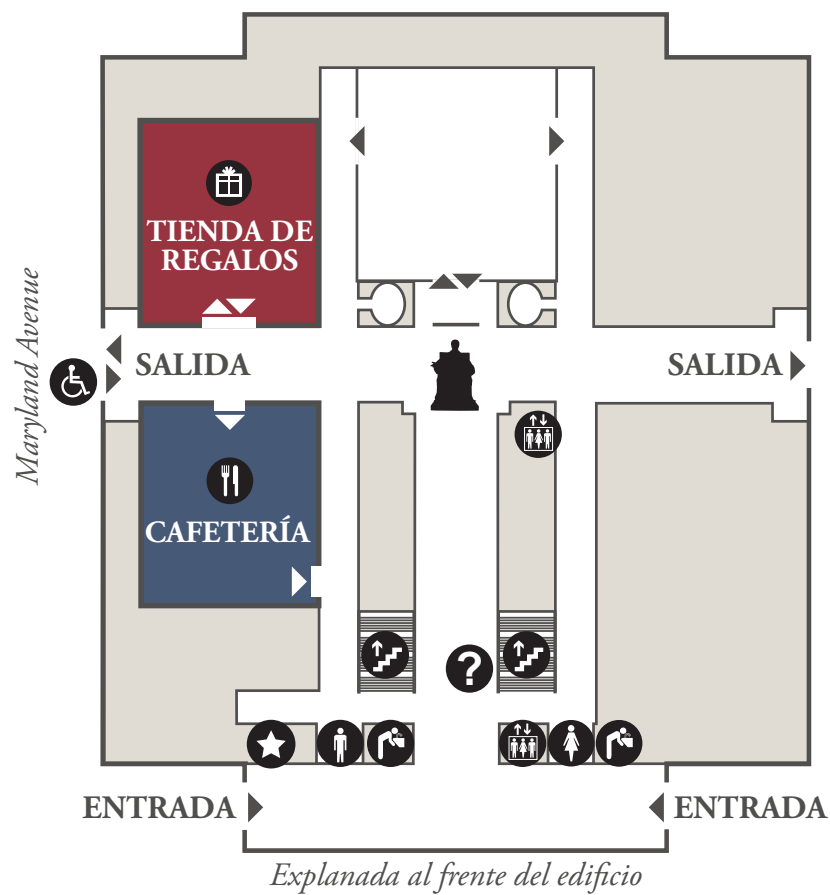 TIENDA DE
REGALOS
Maryland Avenue
SALIDA
SALIDA
CAFETERÍA
?
ENTRADA
ENTRADA
Explanada al frente del edificio